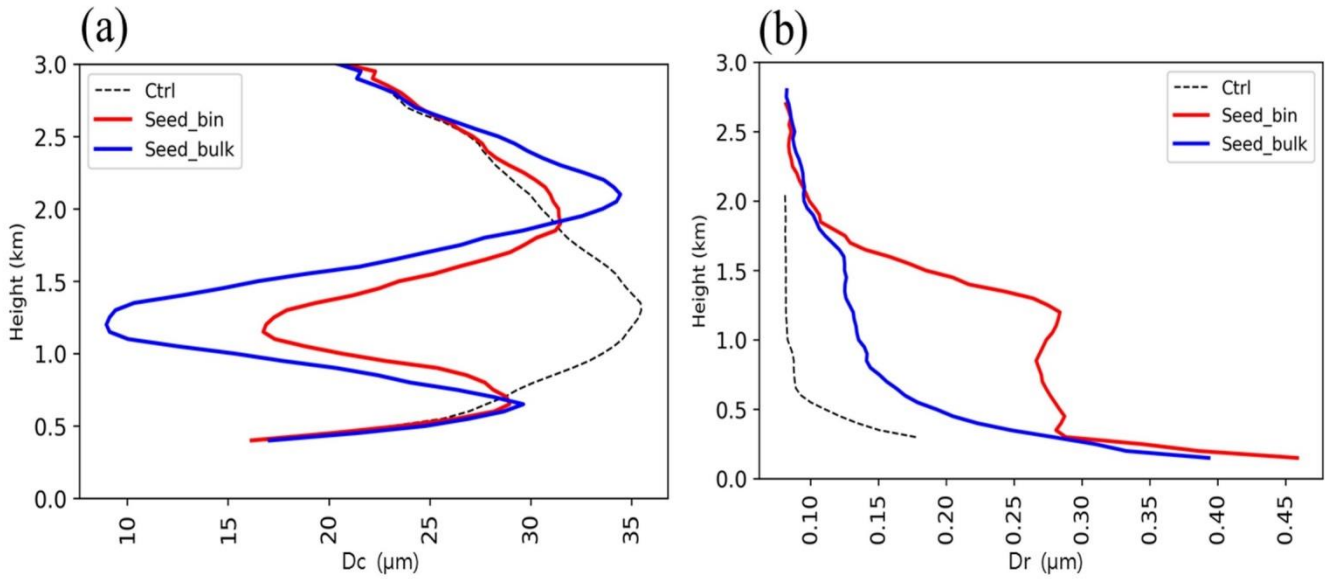 (a)
3.0
2.5
2.0
1.5
1.0
0.5
0.0
Height (km)
Ctrl
Seed_bin
Seed_bulk
10
15
20
25
30
35
Dc (μm)
(b)
3.0
2.5
2.0
1.5
1.0
0.5
0.0
Height (km)
Ctrl
Seed_bin
Seed_bulk
0.10
0.15
0.20
0.25
0.30
0.35
0.40
0.45
Dr (μm)